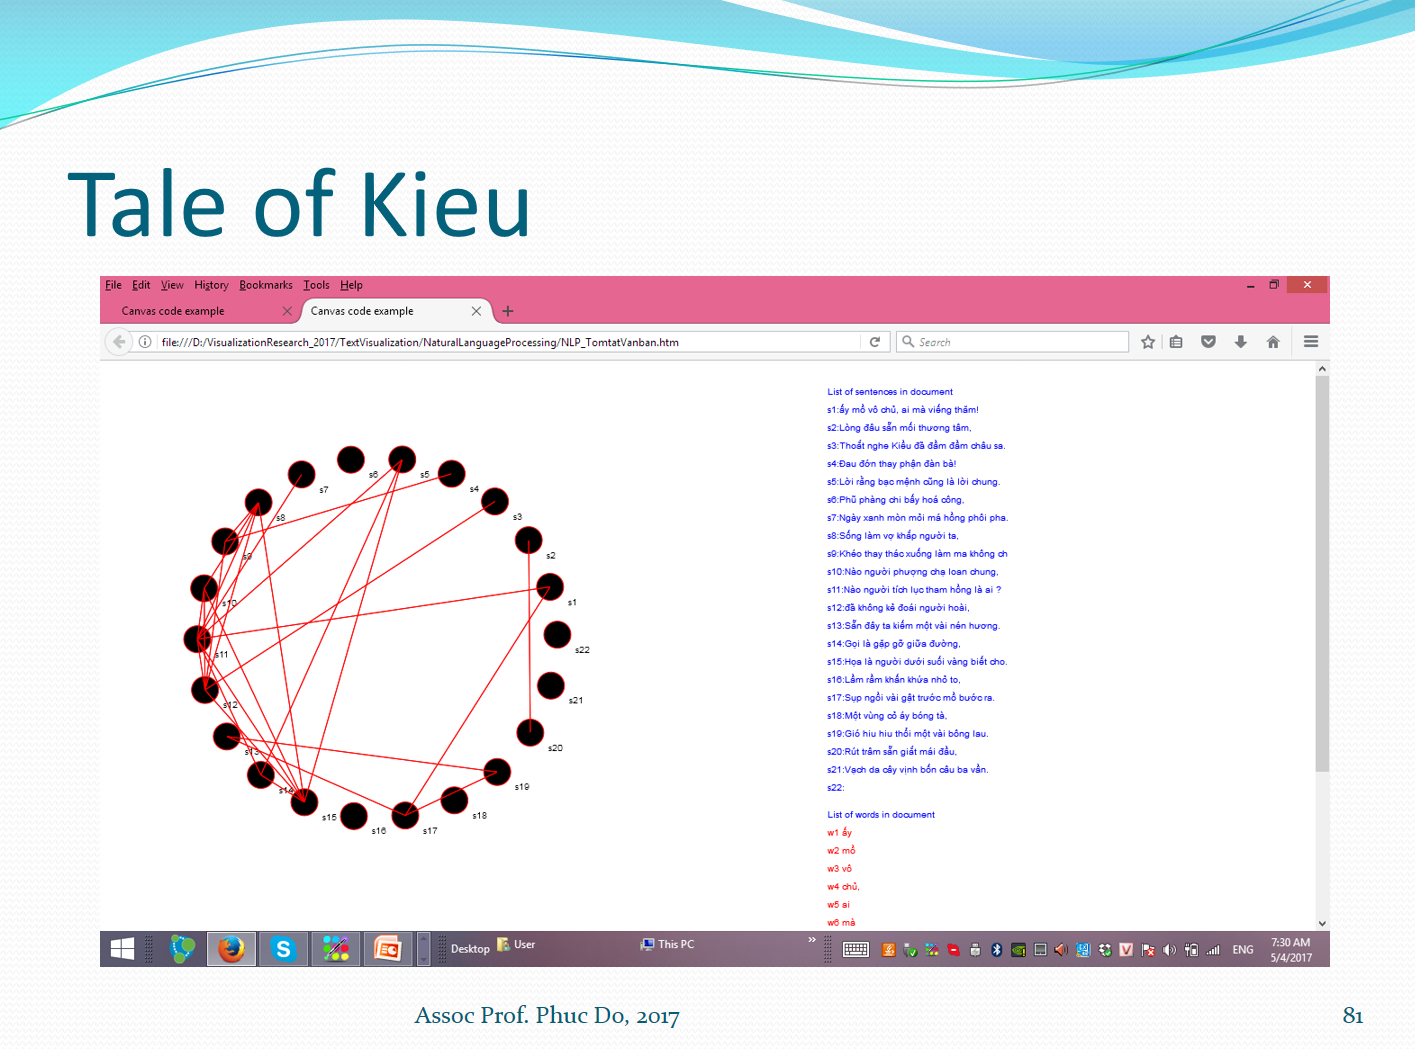 Tale of Kieu
File Edit View History Bookmarks Tools Help
Canvas code example
Canvas code example
file:///D:/VisualizationResearch_2017/TextVisualization/NaturalLanguageProcessing/NLP_TomtatVanban.htm
Search
List of sentences in document
s1:ấy mồ vô chủ, ai mà viếng thăm!
s2:Lòng đâu sẵn mối thương tâm,
s3:Thoắt nghe Kiều đã đầm đầm châu sa.
s4:Đau đớn thay phận đàn bà!
s5:Lời rằng bạc mệnh cũng là lời chung.
s6:Phũ phàng chi bấy hoá công,
s7:Ngày xanh mòn mỏi má hồng phôi pha.
s8:Sống làm vợ khắp người ta,
s9:Khéo thay thác xuống làm ma không ch
s10:Nào người phượng chạ loan chung,
s11:Nào người tích lục tham hồng là ai ?
s12:đã không kẻ đoái người hoài,
s13:Sẵn đây ta kiếm một vài nén hương.
s14:Gọi là gặp gỡ giữa đường,
s15:Họa là người dưới suối vàng biết cho.
s16:Lầm rầm khấn khứa nhỏ to,
s17:Sụp ngồi vài gật trước mồ bước ra.
s18:Một vùng cỏ áy bóng tà,
s19:Gió hiu hiu thổi một vài bông lau.
s20:Rút trâm sẵn giắt mái đầu,
s21:Vạch da cây vịnh bốn câu ba vần.
s22:
List of words in document
w1 ấy
w2 mồ
w3 vô
w4 chủ,
w5 ai
w6 mà
s6
s5
s7
s4
s8
s3
s9
s2
s10
s1
s11
s22
s12
s21
s13
s20
s14
s19
s15
s16
s17
s18
Desktop
User
This PC
»
ENG
7:30 AM
5/4/2017
Assoc Prof. Phuc Do, 2017
81